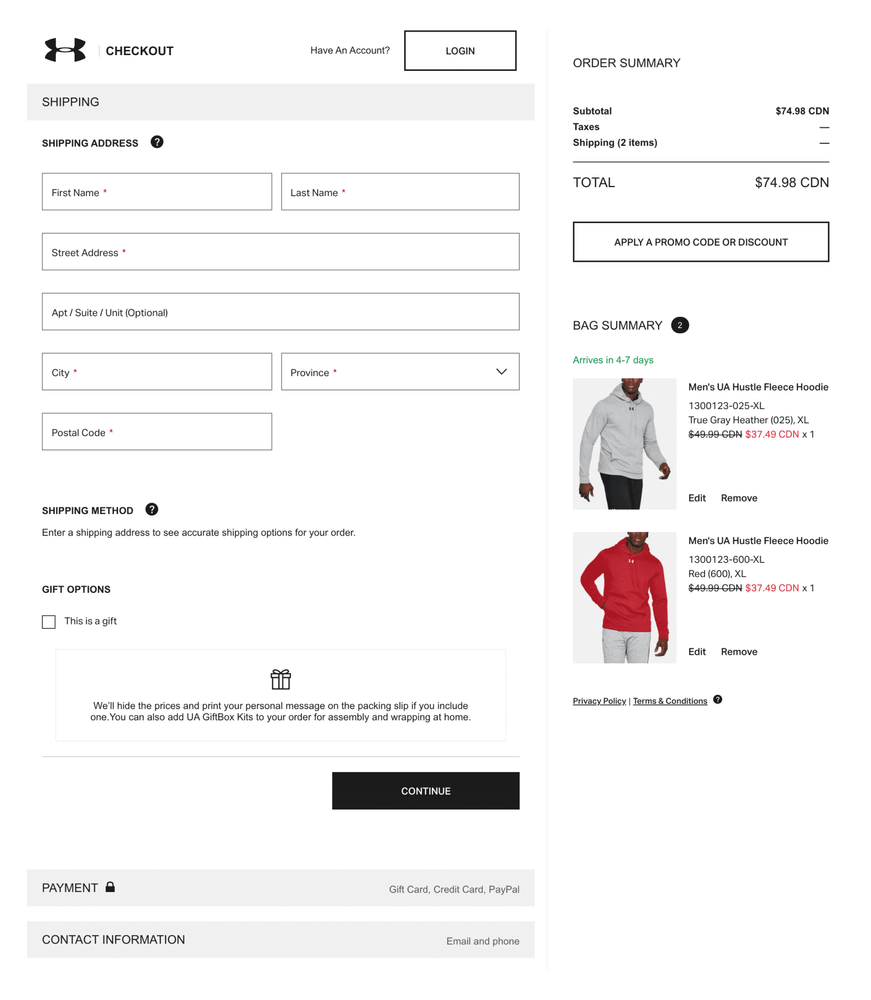 CHECKOUT
Have An Account?
LOGIN
SHIPPING
SHIPPING ADDRESS ?
First Name *
Last Name *
Street Address *
Apt / Suite / Unit (Optional)
City *
Province *
Postal Code *
SHIPPING METHOD ?
Enter a shipping address to see accurate shipping options for your order.
GIFT OPTIONS
This is a gift
We'll hide the prices and print your personal message on the packing slip if you include
one.You can also add UA GiftBox Kits to your order for assembly and wrapping at home.
CONTINUE
PAYMENT
Gift Card, Credit Card, PayPal
CONTACT INFORMATION
Email and phone
ORDER SUMMARY
Subtotal $74.98 CDN
Taxes —
Shipping (2 items) —
TOTAL $74.98 CDN
APPLY A PROMO CODE OR DISCOUNT
BAG SUMMARY 2
Arrives in 4-7 days
Men's UA Hustle Fleece Hoodie
1300123-025-XL
True Gray Heather (025), XL
$49.99 CDN $37.49 CDN x 1
Edit Remove
Men's UA Hustle Fleece Hoodie
1300123-600-XL
Red (600), XL
$49.99 CDN $37.49 CDN x 1
Edit Remove
Privacy Policy | Terms & Conditions ?